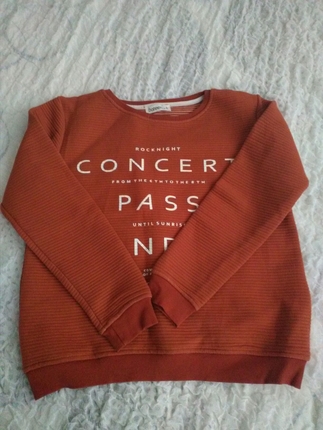 ROCKNIGHT
CONCERT
FROM THE 6TH TO THE 8TH
PASS
UNTIL SUNRISE